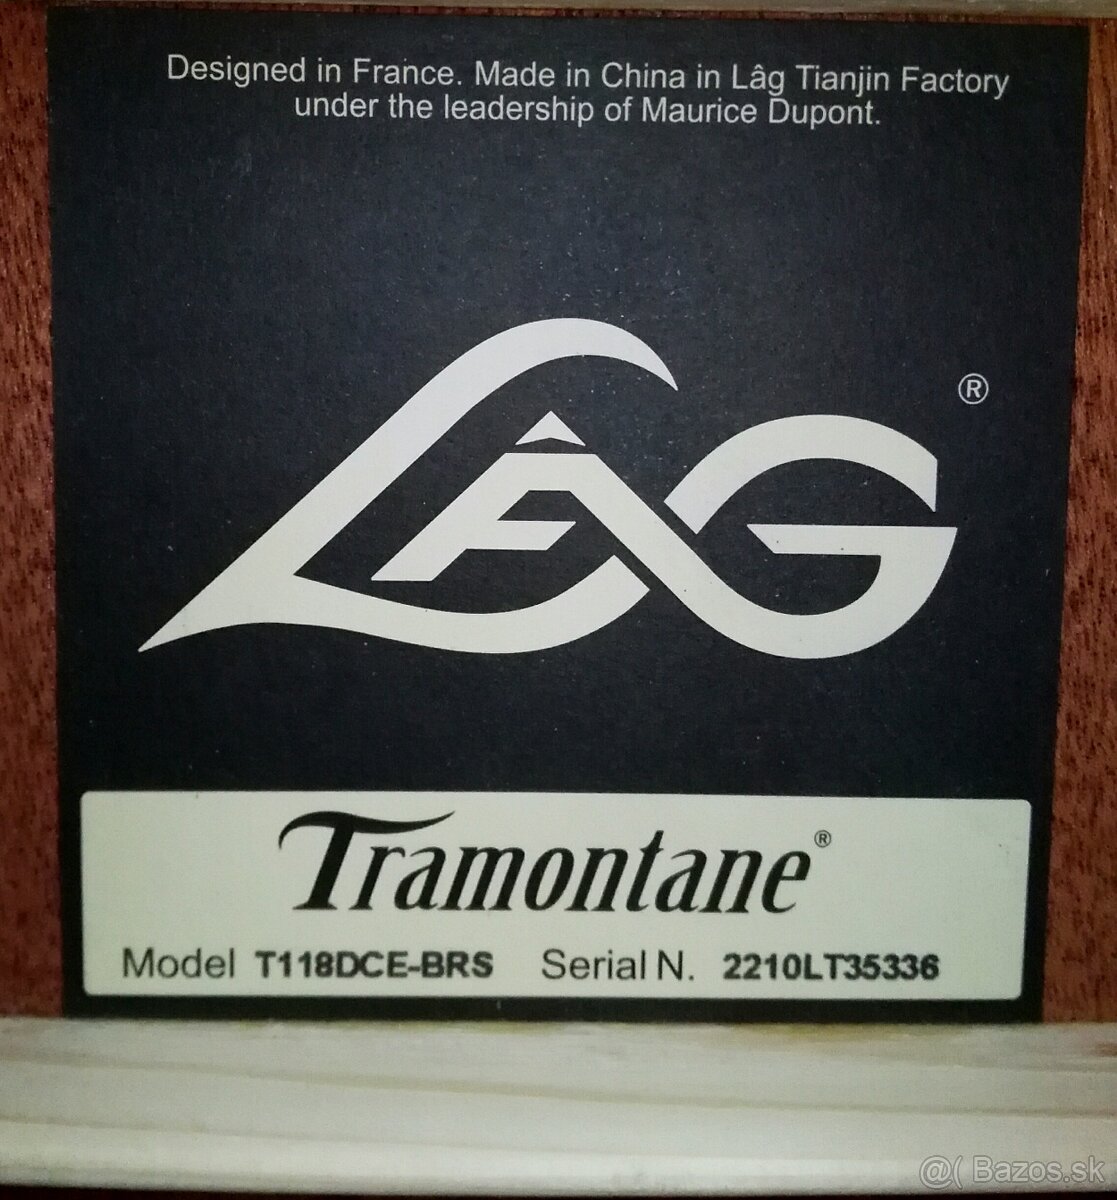 Designed in France. Made in China in Lâg Tianjin Factory
under the leadership of Maurice Dupont.
LÂG ®
Tramontane®
Model T118DCE-BRS Serial N. 2210LT35336
@( Bazos.sk